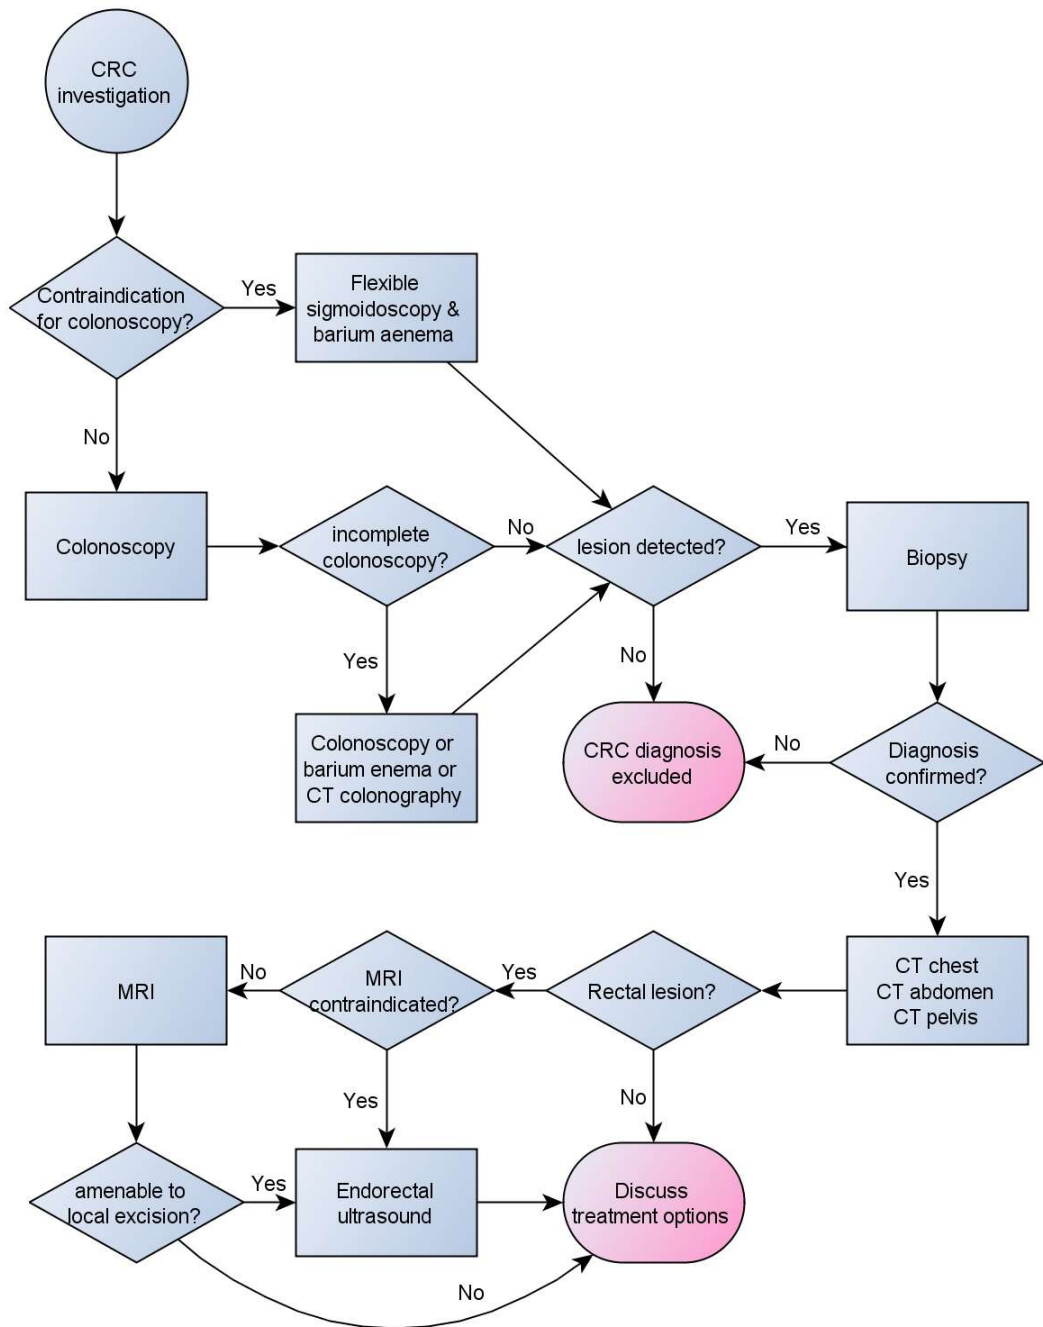 CRC
investigation
Contraindication
for colonoscopy?
Yes
Flexible
sigmoidoscopy &
barium aenema
No
Colonoscopy
incomplete
colonoscopy?
No
lesion detected?
Yes
Biopsy
Yes
No
Colonoscopy or
barium enema or
CT colonography
CRC diagnosis
excluded
No
Diagnosis
confirmed?
Yes
CT chest
CT abdomen
CT pelvis
Rectal lesion?
Yes
MRI
contraindicated?
No
MRI
Yes
No
amenable to
local excision?
Yes
Endorectal
ultrasound
Discuss
treatment options
No